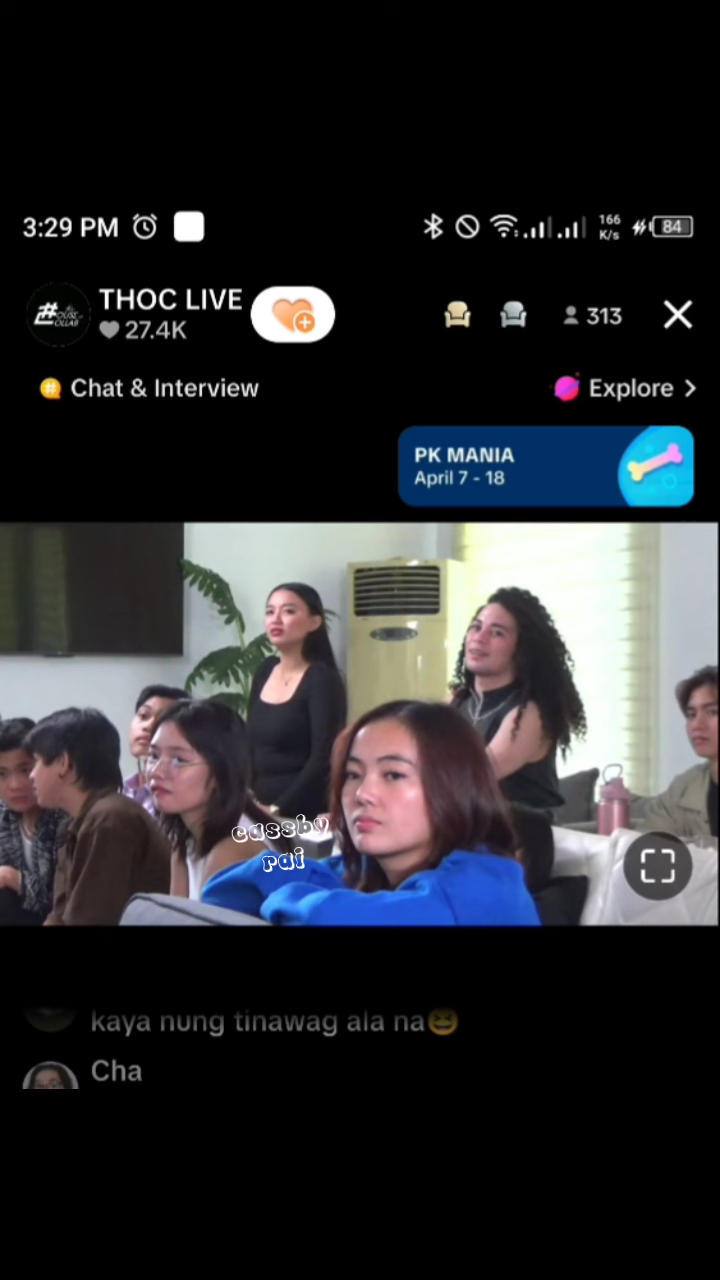 3:29 PM
166
K/s
84
THOC LIVE
27.4K
313
# Chat & Interview
Explore >
PK MANIA
April 7 - 18
cassby
rai
kaya nung tinawag ala na😆
Cha